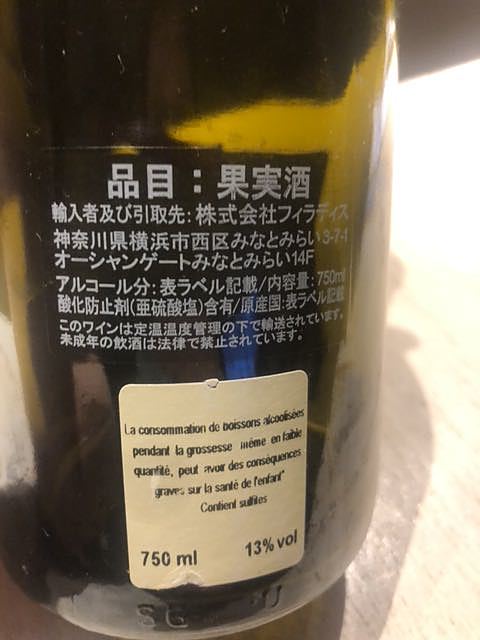 品目：果実酒
輸入者及び引取先：株式会社フィラディス
神奈川県横浜市西区みなとみらい3-7-1
オーシャンゲートみなとみらい14F
アルコール分：表ラベル記載/内容量：750ml
酸化防止剤(亜硫酸塩)含有/原産国：表ラベル記載
このワインは定温温度管理の下で輸送されています。
未成年の飲酒は法律で禁止されています。
La consommation de boissons alcoolisées
pendant la grossesse même en faible
quantité, peut avoir des conséquences
graves sur la santé de l'enfant"
Contient sulfites
750 ml 13% vol
SG